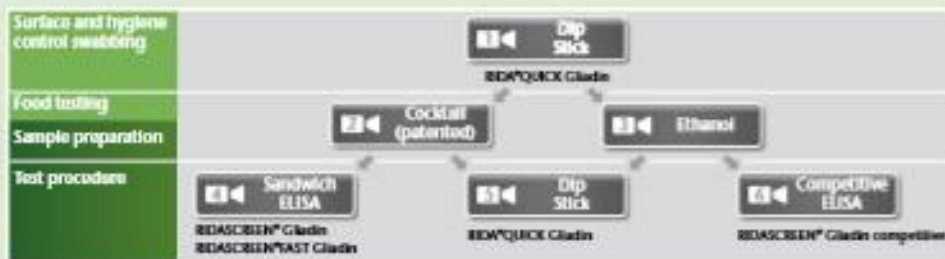 Surface and hygiene
control swabbing
1 Dip
Stick
RIDA®QUICK Gliadin
Food testing
Sample preparation
2 Cocktail
(patented)
3 Ethanol
Test procedure
4 Sandwich
ELISA
RIDASCREEN® Gliadin
RIDASCREEN®FAST Gliadin
5 Dip
Stick
RIDA®QUICK Gliadin
6 Competitive
ELISA
RIDASCREEN® Gliadin competitive